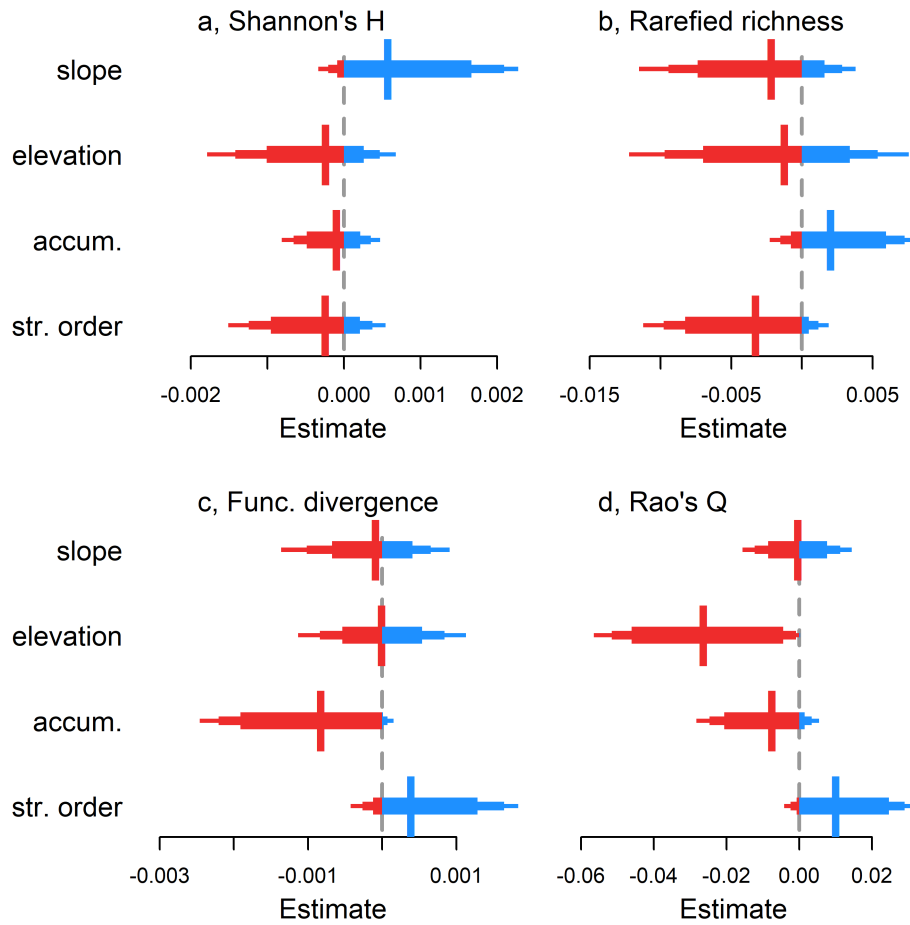 a, Shannon's H
b, Rarefied richness
slope
elevation
accum.
str. order
-0.002 0.000 0.001 0.002
-0.015 -0.005 0.005
Estimate
Estimate
c, Func. divergence
d, Rao's Q
slope
elevation
accum.
str. order
-0.003 -0.001 0.001
-0.06 -0.04 -0.02 0.00 0.02
Estimate
Estimate